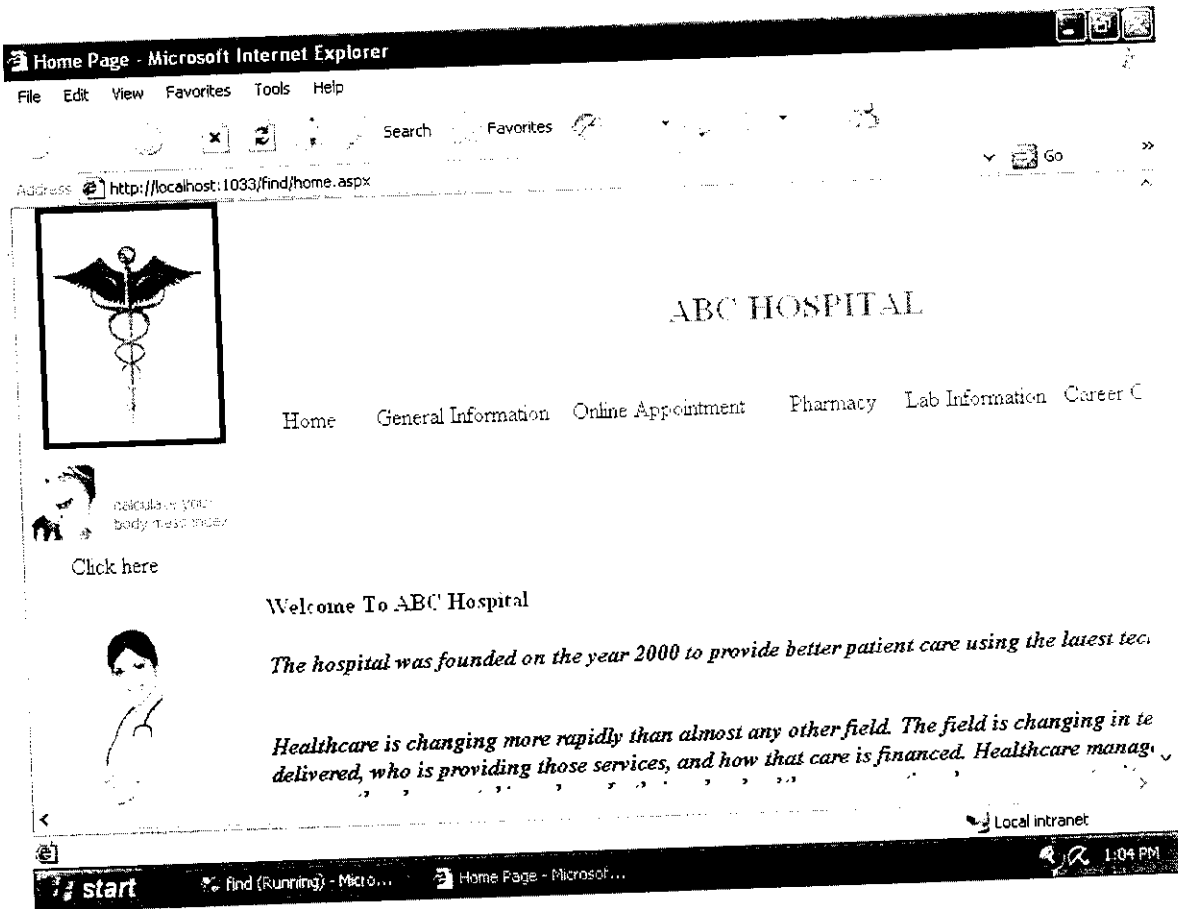 Home Page - Microsoft Internet Explorer
File Edit View Favorites Tools Help
Search Favorites
Address http://localhost:1033/find/home.aspx Go
ABC HOSPITAL
Home General Information Online Appointment Pharmacy Lab Information Career C
calculate your
body mass index
Click here
Welcome To ABC Hospital
The hospital was founded on the year 2000 to provide better patient care using the latest tec
Healthcare is changing more rapidly than almost any other field. The field is changing in te
delivered, who is providing those services, and how that care is financed. Healthcare manag
Local intranet
start find (Running) - Micro... Home Page - Microsof... 1:04 PM